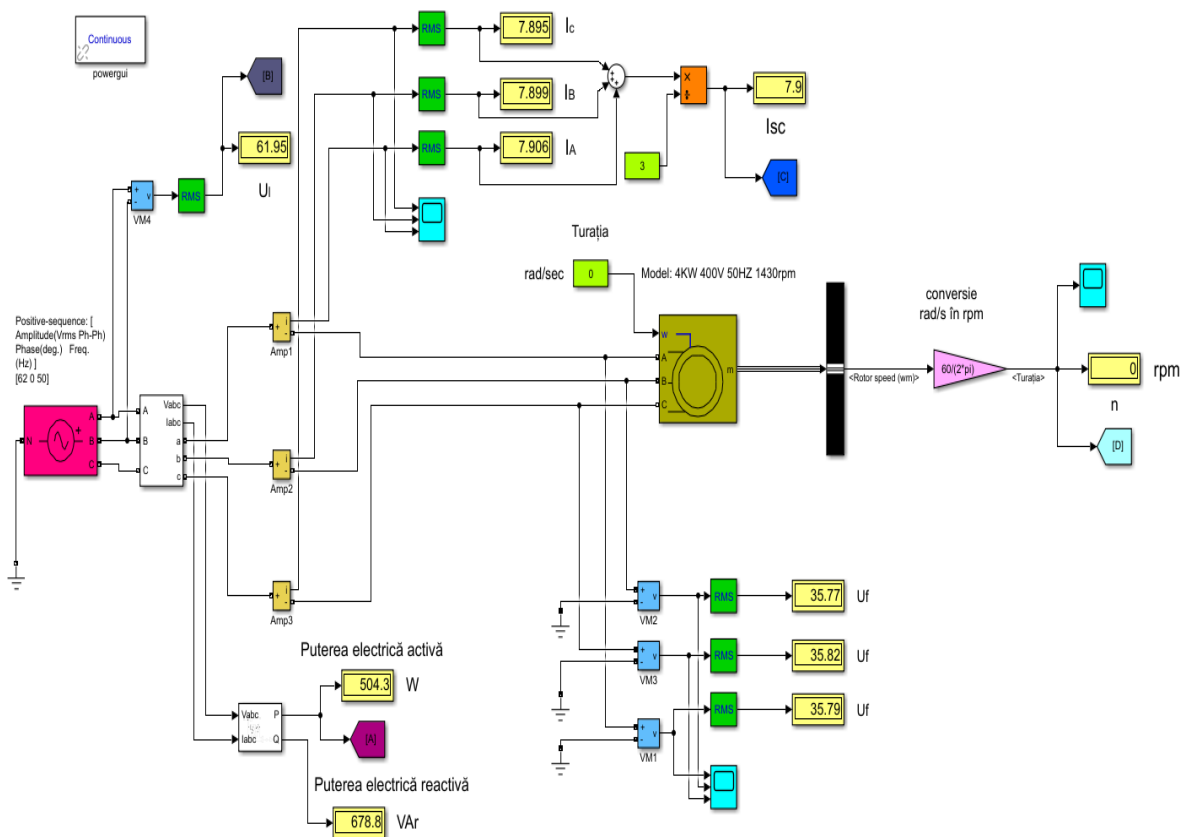 Continuous
powergui
[B]
61.95
Ul
+
-
v
VM4
RMS
RMS
7.895
IC
RMS
7.899
IB
RMS
7.906
IA
3
×
÷
7.9
Isc
[C]
Turația
rad/sec
0
Model: 4KW 400V 50HZ 1430rpm
w
A
B
C
m
<Rotor speed (wm)>
conversie
rad/s în rpm
60/(2*pi)
<Turația>
0
rpm
n
[D]
Positive-sequence: [
Amplitude(Vrms Ph-Ph)
Phase(deg.) Freq.
(Hz) ]
[62 0 50]
N
+
A
B
C
A
B
C
Vabc
Iabc
a
b
c
+
i
-
Amp1
+
i
-
Amp2
+
i
-
Amp3
Puterea electrică activă
504.3
W
Vabc
Iabc
P
Q
[A]
Puterea electrică reactivă
678.8
VAr
+
-
v
VM2
RMS
35.77
Uf
+
-
v
VM3
RMS
35.82
Uf
+
-
v
VM1
RMS
35.79
Uf